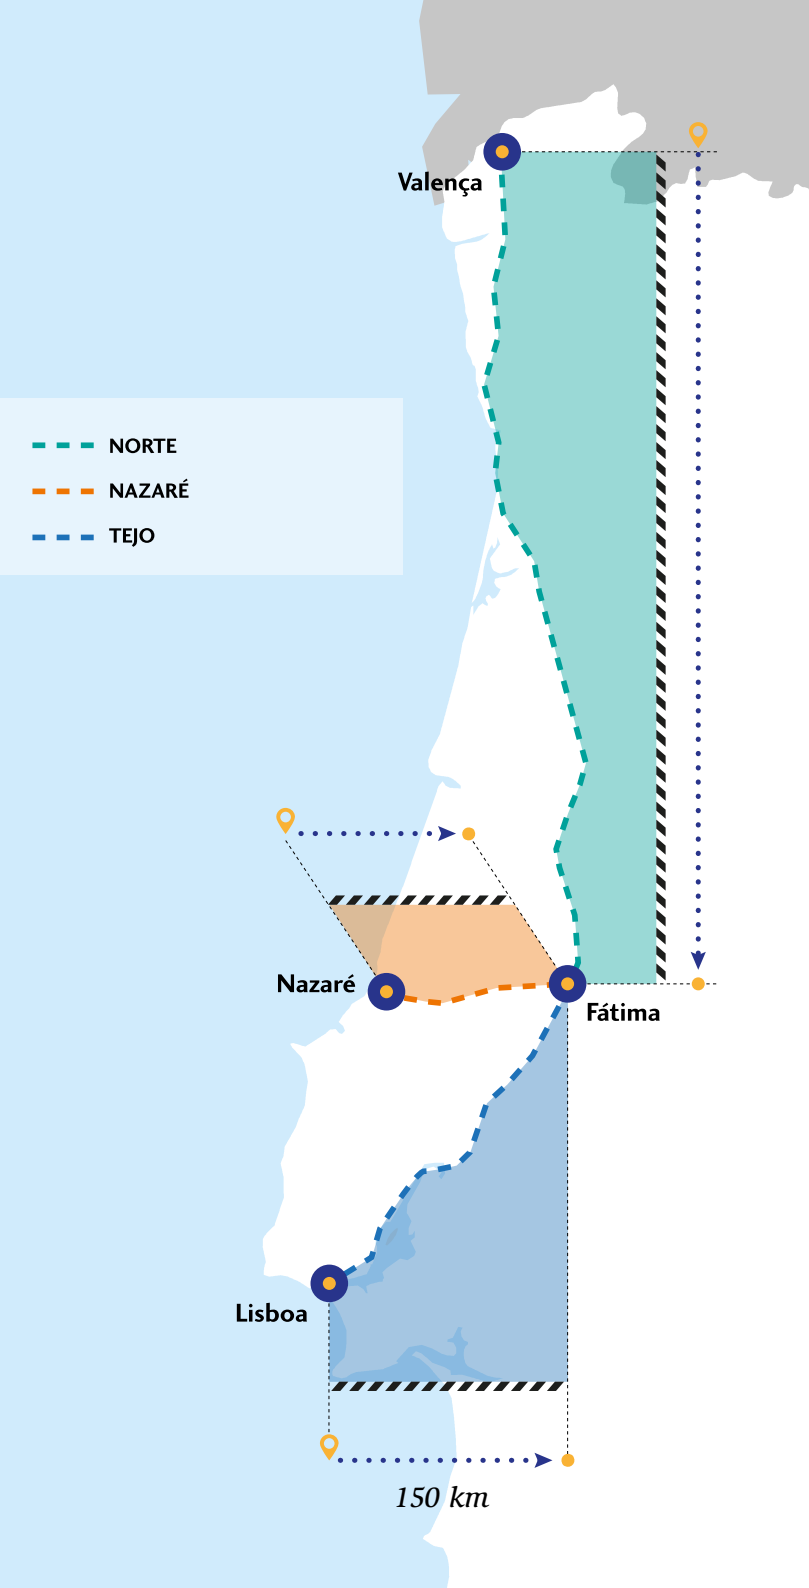 Valença
NORTE
NAZARÉ
TEJO
Nazaré
Fátima
Lisboa
150 km